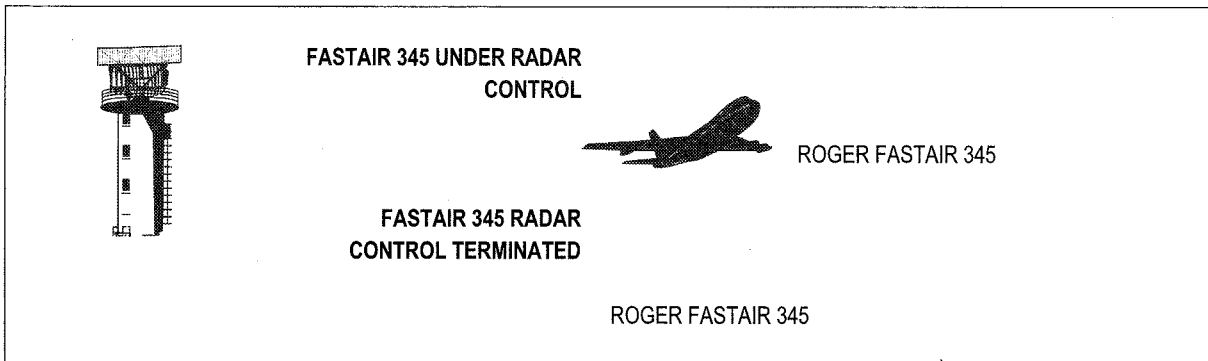 FASTAIR 345 UNDER RADAR
CONTROL
ROGER FASTAIR 345
FASTAIR 345 RADAR
CONTROL TERMINATED
ROGER FASTAIR 345